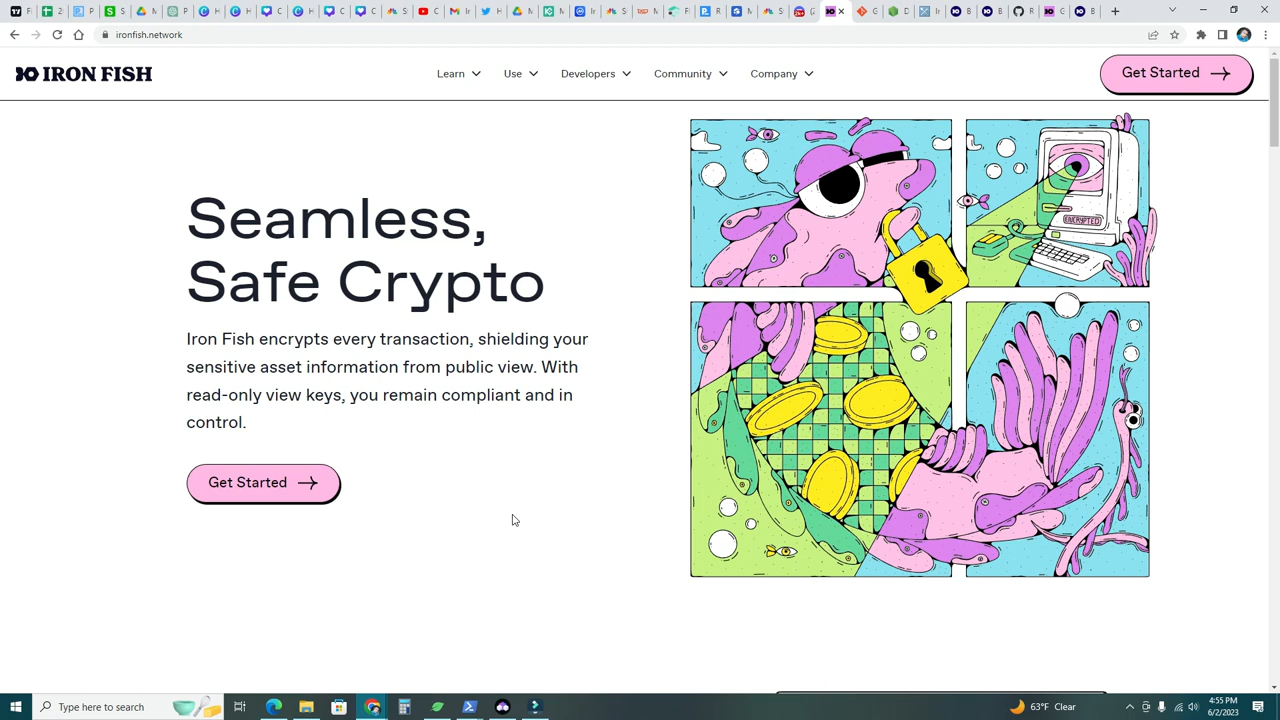 ironfish.network
IRON FISH
Learn
Use
Developers
Community
Company
Get Started
Seamless,
Safe Crypto
Iron Fish encrypts every transaction, shielding your
sensitive asset information from public view. With
read-only view keys, you remain compliant and in
control.
Get Started
ENCRYPTED
Type here to search
63°F Clear
4:55 PM
6/2/2023